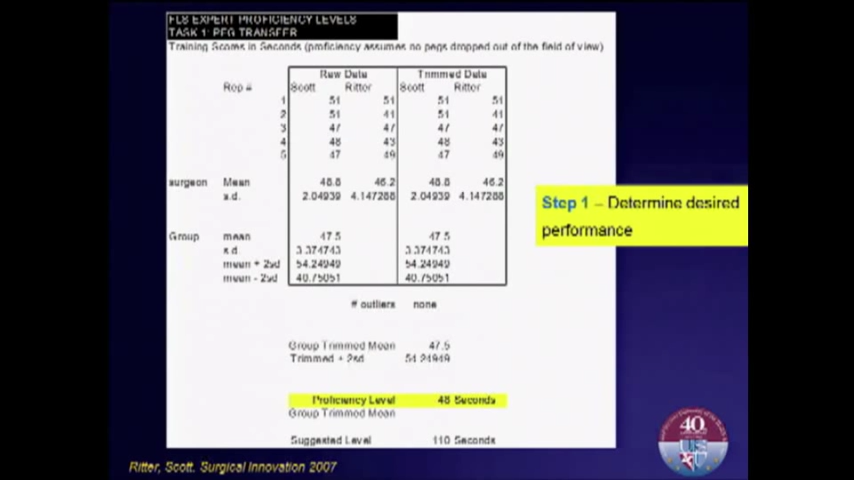 FLS EXPERT PROFICIENCY LEVELS
TASK 1: PEG TRANSFER
Training Scores in Seconds (proficiency assumes no pegs dropped out of the field of view)
Raw Data Trimmed Data
Rep # Scott Ritter Scott Ritter
1 51 51 51 51
2 51 41 51 41
3 47 47 47 47
4 48 43 48 43
5 47 49 47 49
surgeon Mean 48.8 46.2 48.8 46.2
s.d. 2.04939 4.147288 2.04939 4.147288
Step 1 – Determine desired
performance
Group mean 47.5 47.5
s.d. 3.374743 3.374743
mean + 2sd 54.24949 54.24949
mean - 2sd 40.75051 40.75051
# outliers none
Group Trimmed Mean 47.5
Trimmed + 2sd 54.24949
Proficiency Level 48 Seconds
Group Trimmed Mean
Suggested Level 110 Seconds
40
Ritter, Scott. Surgical Innovation 2007